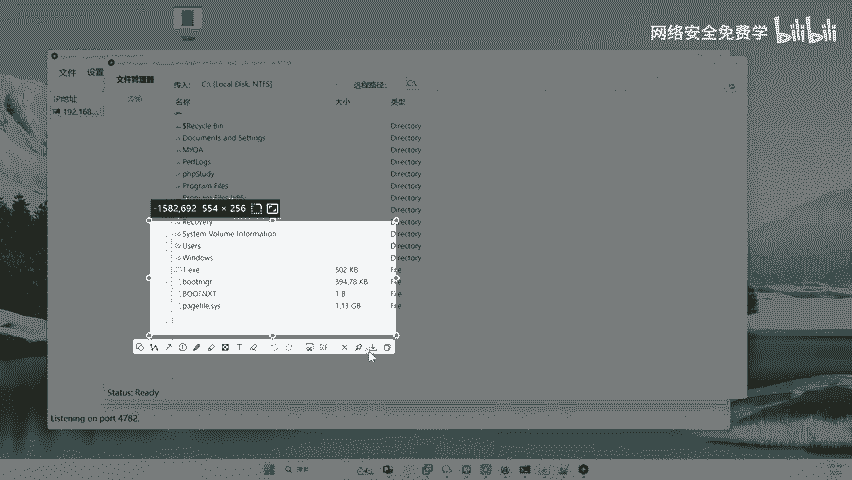 网络安全免费学 bilibili
文件 设置
文件管理器
IP地址
192.168...
传入: C:\ (Local Disk, NTFS)
远程路径: C:\
名称 大小 类型
$Recycle.Bin Directory
Documents and Settings Directory
MYOA Directory
PerfLogs Directory
phpStudy Directory
Program Files Directory
Directory
-1582,692 554 × 256
Directory
Recovery Directory
System Volume Information Directory
Users Directory
Windows Directory
1.exe 502 KB File
bootmgr 394.78 KB File
BOOTNXT 1 B File
pagefile.sys 1.13 GB File
Status: Ready
Listening on port 4782.